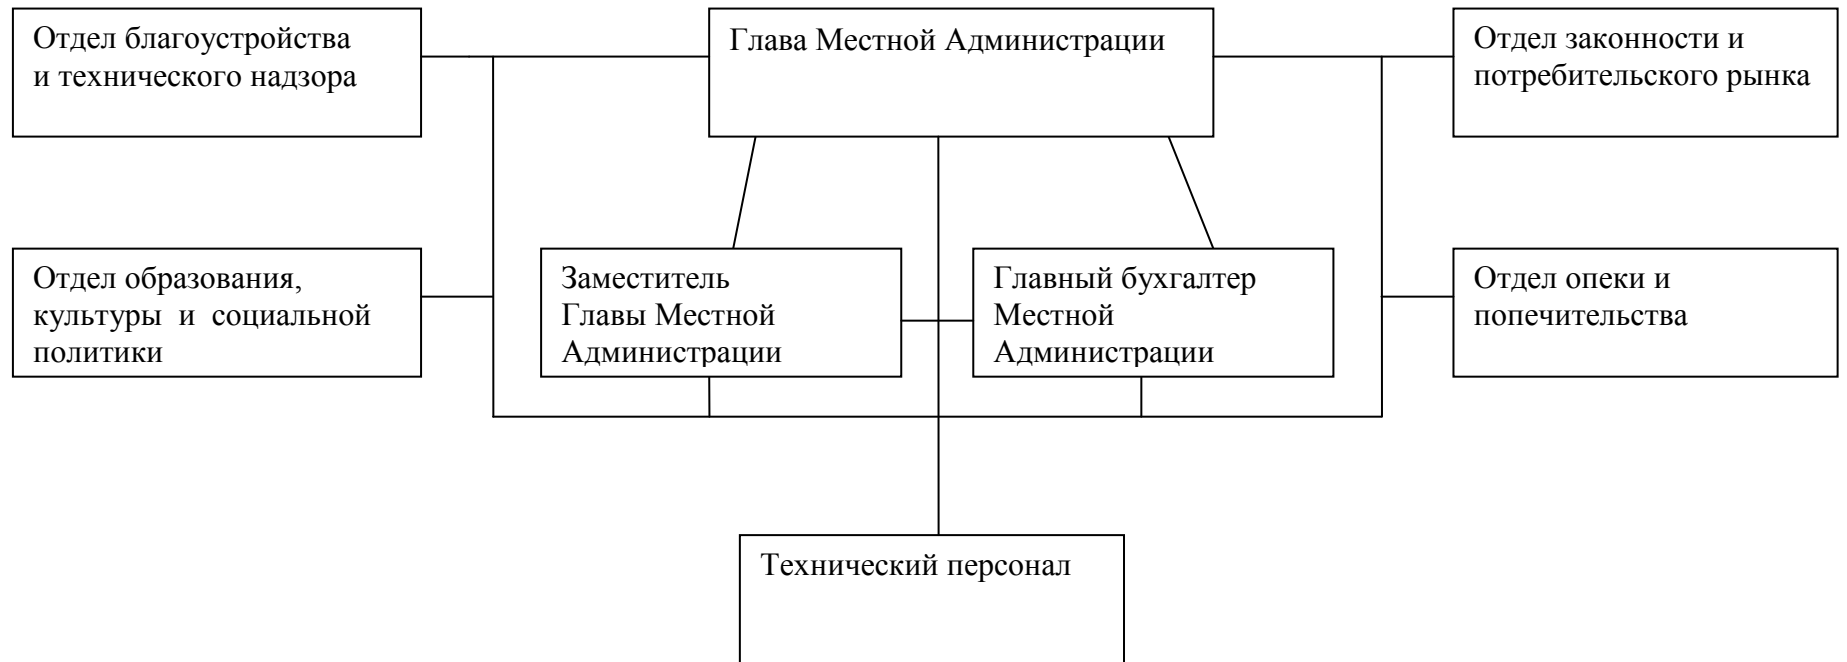 Отдел благоустройства
и технического надзора
Глава Местной Администрации
Отдел законности и
потребительского рынка
Отдел образования,
культуры и социальной
политики
Заместитель
Главы Местной
Администрации
Главный бухгалтер
Местной
Администрации
Отдел опеки и
попечительства
Технический персонал